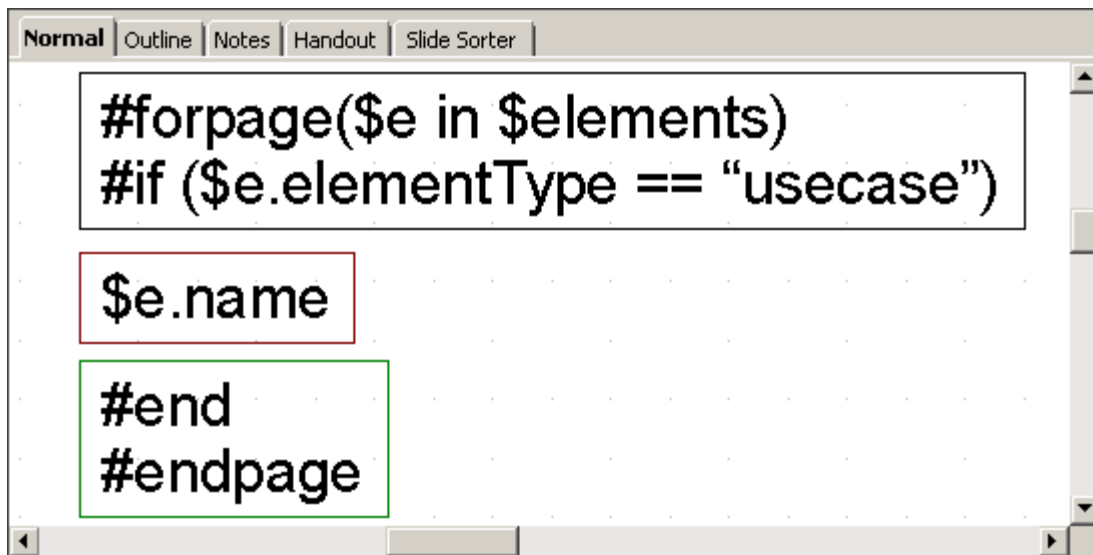 Normal Outline Notes Handout Slide Sorter
#forpage($e in $elements)
#if ($e.elementType == “usecase”)
$e.name
#end
#endpage